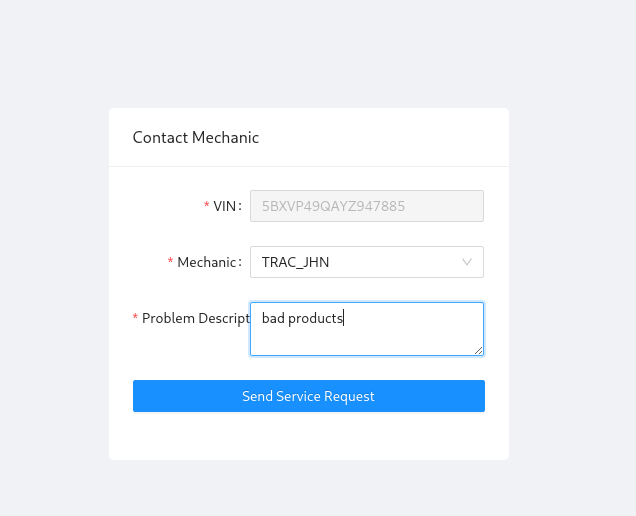 Contact Mechanic
* VIN: 5BXVP49QAYZ947885
* Mechanic: TRAC_JHN
* Problem Descript bad products
Send Service Request